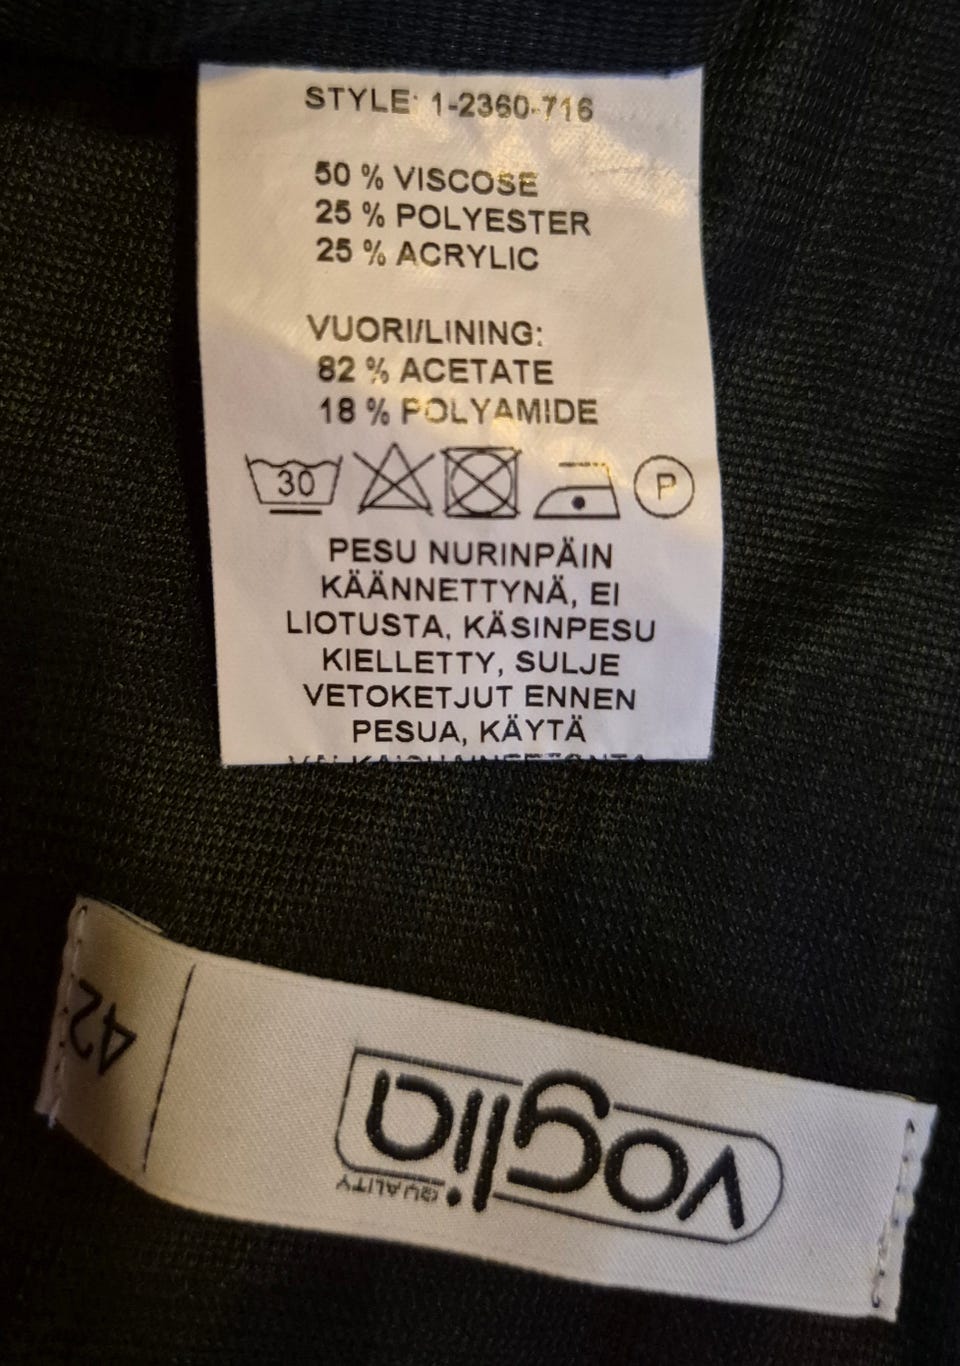 STYLE: 1-2360-716
50 % VISCOSE
25 % POLYESTER
25 % ACRYLIC
VUORI/LINING:
82 % ACETATE
18 % POLYAMIDE
30 P
PESU NURINPÄIN
KÄÄNNETTYNÄ, EI
LIOTUSTA, KÄSINPESU
KIELLETTY, SULJE
VETOKETJUT ENNEN
PESUA, KÄYTÄ
voglia
QUALITY
42